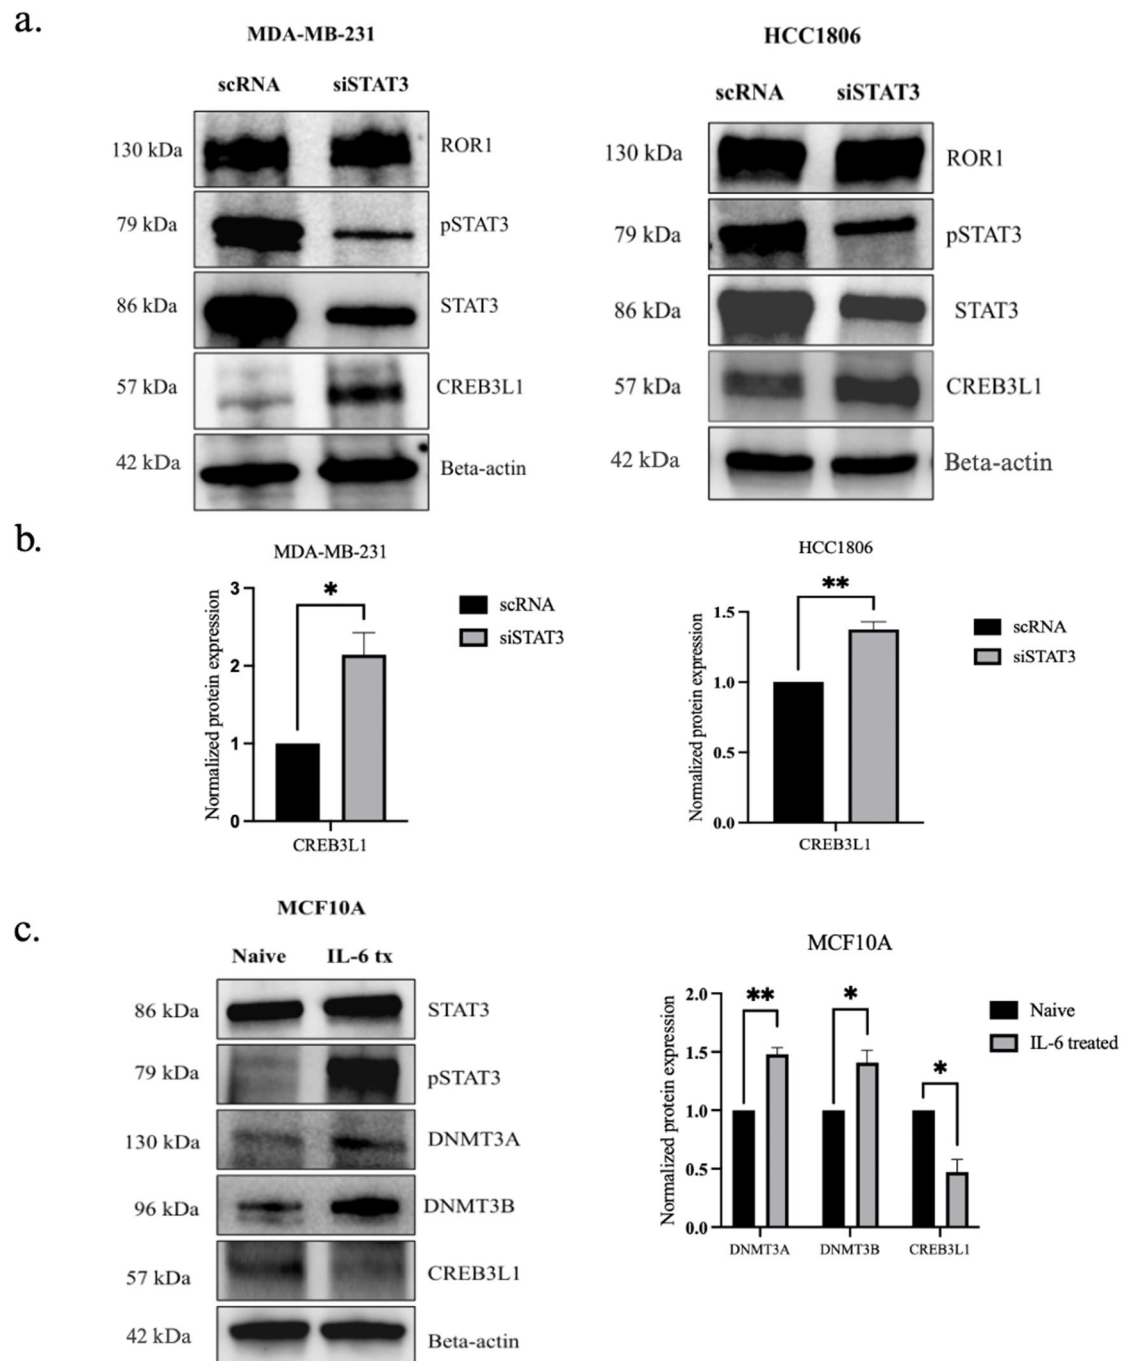 a.
MDA-MB-231
scRNA siSTAT3
130 kDa ROR1
79 kDa pSTAT3
86 kDa STAT3
57 kDa CREB3L1
42 kDa Beta-actin
HCC1806
scRNA siSTAT3
130 kDa ROR1
79 kDa pSTAT3
86 kDa STAT3
57 kDa CREB3L1
42 kDa Beta-actin
b.
MDA-MB-231
Normalized protein expression
3
2
1
0
*
CREB3L1
scRNA
siSTAT3
HCC1806
Normalized protein expression
1.5
1.0
0.5
0.0
**
CREB3L1
scRNA
siSTAT3
c.
MCF10A
Naive IL-6 tx
86 kDa STAT3
79 kDa pSTAT3
130 kDa DNMT3A
96 kDa DNMT3B
57 kDa CREB3L1
42 kDa Beta-actin
MCF10A
Normalized protein expression
2.0
1.5
1.0
0.5
0.0
** * *
DNMT3A DNMT3B CREB3L1
Naive
IL-6 treated